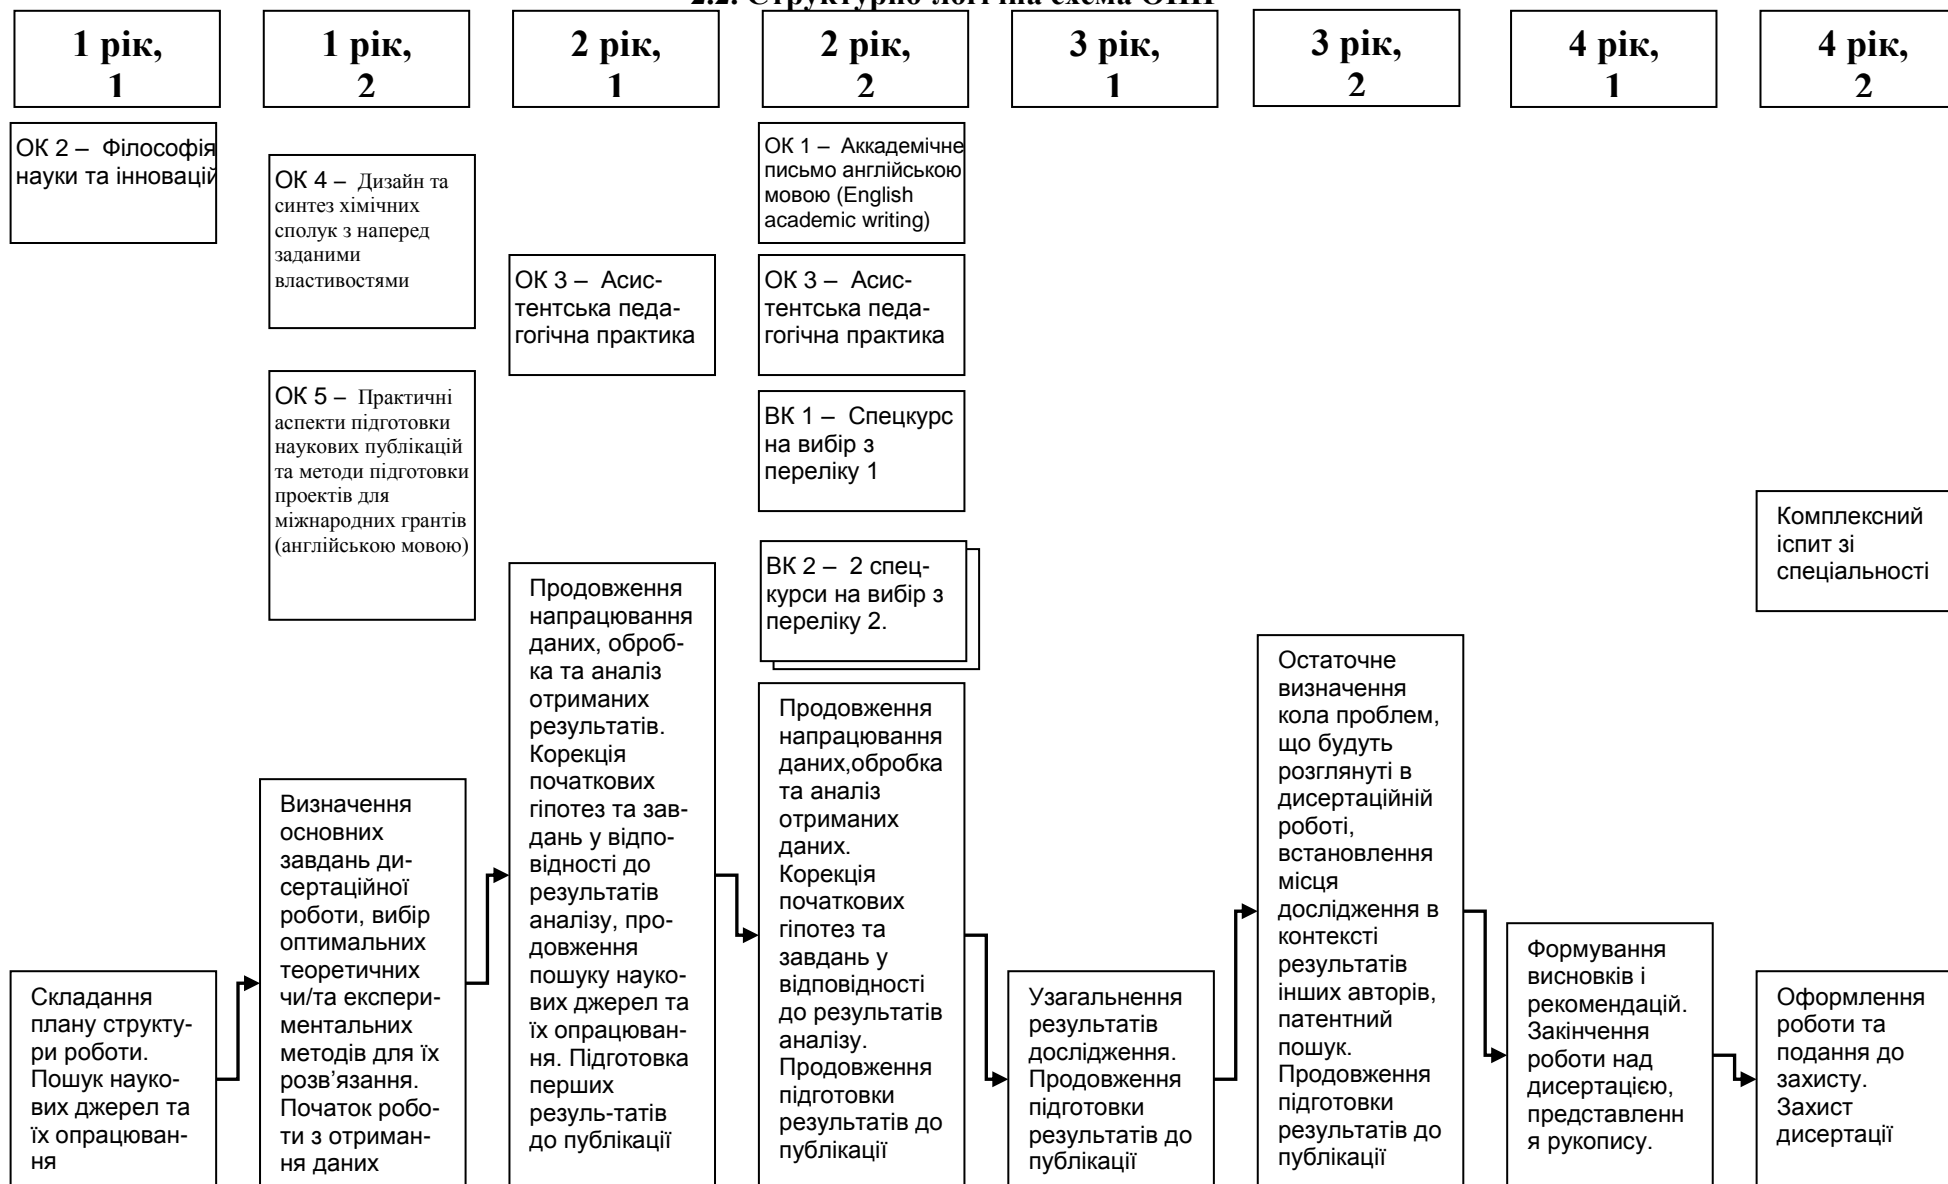 2.2. Структурно-логічна схема ОНП
1 рік,
1
1 рік,
2
2 рік,
1
2 рік,
2
3 рік,
1
3 рік,
2
4 рік,
1
4 рік,
2
ОК 2 – Філософія
науки та інновацій
ОК 4 – Дизайн та
синтез хімічних
сполук з наперед
заданими
властивостями
ОК 5 – Практичні
аспекти підготовки
наукових публікацій
та методи підготовки
проектів для
міжнародних грантів
(англійською мовою)
ОК 3 – Асис-
тентська педа-
гогічна практика
ОК 1 – Аккадемічне
письмо англійською
мовою (English
academic writing)
ОК 3 – Асис-
тентська педа-
гогічна практика
ВК 1 – Спецкурс
на вибір з
переліку 1
ВК 2 – 2 спец-
курси на вибір з
переліку 2.
Комплексний
іспит зі
спеціальності
Складання
плану структу-
ри роботи.
Пошук науко-
вих джерел та
їх опрацюван-
ня
Визначення
основних
завдань ди-
сертаційної
роботи, вибір
оптимальних
теоретичних
чи/та експери-
ментальних
методів для їх
розв’язання.
Початок робо-
ти з отриман-
ня даних
Продовження
напрацювання
даних, оброб-
ка та аналіз
отриманих
результатів.
Корекція
початкових
гіпотез та зав-
дань у відпо-
відності до
результатів
аналізу, про-
довження
пошуку науко-
вих джерел та
їх опрацюван-
ня. Підготовка
перших
резуль-татів
до публікації
Продовження
напрацювання
даних,обробка
та аналіз
отриманих
даних.
Корекція
початкових
гіпотез та
завдань у
відповідності
до результатів
аналізу.
Продовження
підготовки
результатів до
публікації
Узагальнення
результатів
дослідження.
Продовження
підготовки
результатів до
публікації
Остаточне
визначення
кола проблем,
що будуть
розглянуті в
дисертаційній
роботі,
встановлення
місця
дослідження в
контексті
результатів
інших авторів,
патентний
пошук.
Продовження
підготовки
результатів до
публікації
Формування
висновків і
рекомендацій.
Закінчення
роботи над
дисертацією,
представленн
я рукопису.
Оформлення
роботи та
подання до
захисту.
Захист
дисертації